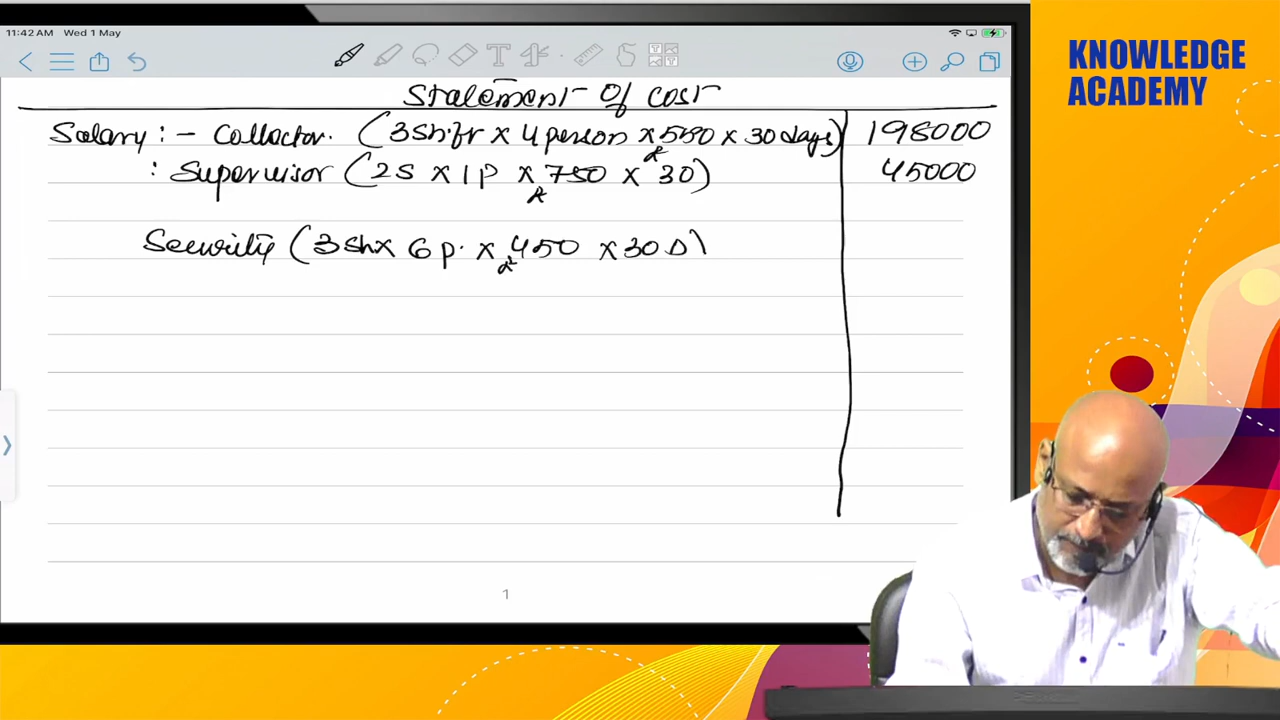 11:42 AM Wed 1 May
KNOWLEDGE
ACADEMY
Statement of cost
Salary :- Collector. (3 Shift x 4 person x 550 x 30 days) 198000
: Supervisor (2S x 1P x 750 x 30) 45000
Security (3 Sh x 6 p. x 450 x 30 D)
1